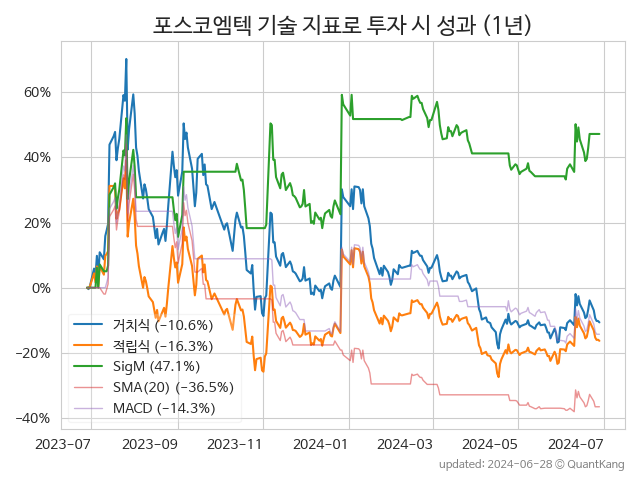 포스코엠텍 기술 지표로 투자 시 성과 (1년)
60%
40%
20%
0%
−20%
−40%
거치식 (−10.6%)
적립식 (−16.3%)
SigM (47.1%)
SMA(20) (−36.5%)
MACD (−14.3%)
2023-07 2023-09 2023-11 2024-01 2024-03 2024-05 2024-07
updated: 2024-06-28 © QuantKang